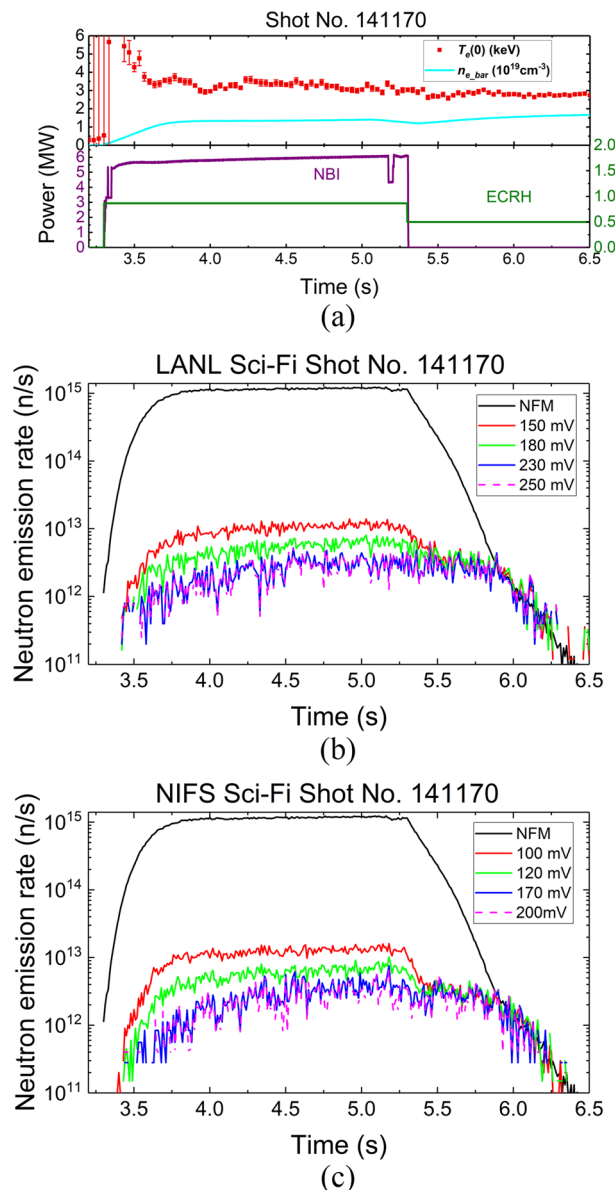 Shot No. 141170
6
5
4
3
2
1
0
Te(0) (keV)
ne_bar (10^19cm-3)
Power (MW)
6
5
4
3
2
1
0
NBI
ECRH
2.0
1.5
1.0
0.5
0.0
3.5 4.0 4.5 5.0 5.5 6.0 6.5
Time (s)
(a)
LANL Sci-Fi Shot No. 141170
Neutron emission rate (n/s)
10^15
10^14
10^13
10^12
10^11
NFM
150 mV
180 mV
230 mV
250 mV
3.5 4.0 4.5 5.0 5.5 6.0 6.5
Time (s)
(b)
NIFS Sci-Fi Shot No. 141170
Neutron emission rate (n/s)
10^15
10^14
10^13
10^12
10^11
NFM
100 mV
120 mV
170 mV
200mV
3.5 4.0 4.5 5.0 5.5 6.0 6.5
Time (s)
(c)